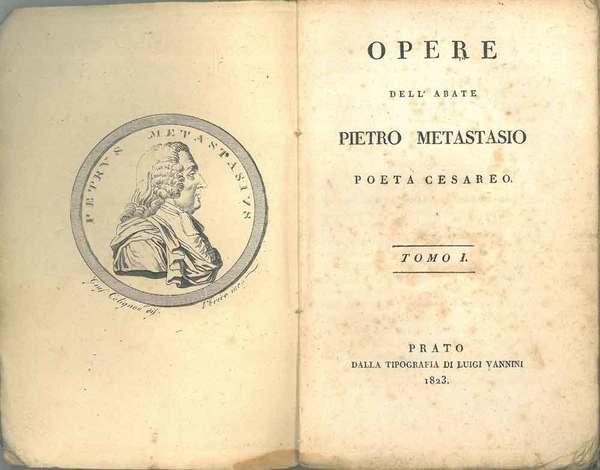 PETRVS METASTASIVS
OPERE
DELL' ABATE
PIETRO METASTASIO
POETA CESAREO.
TOMO I.
PRATO
DALLA TIPOGRAFIA DI LUIGI VANNINI
1823.